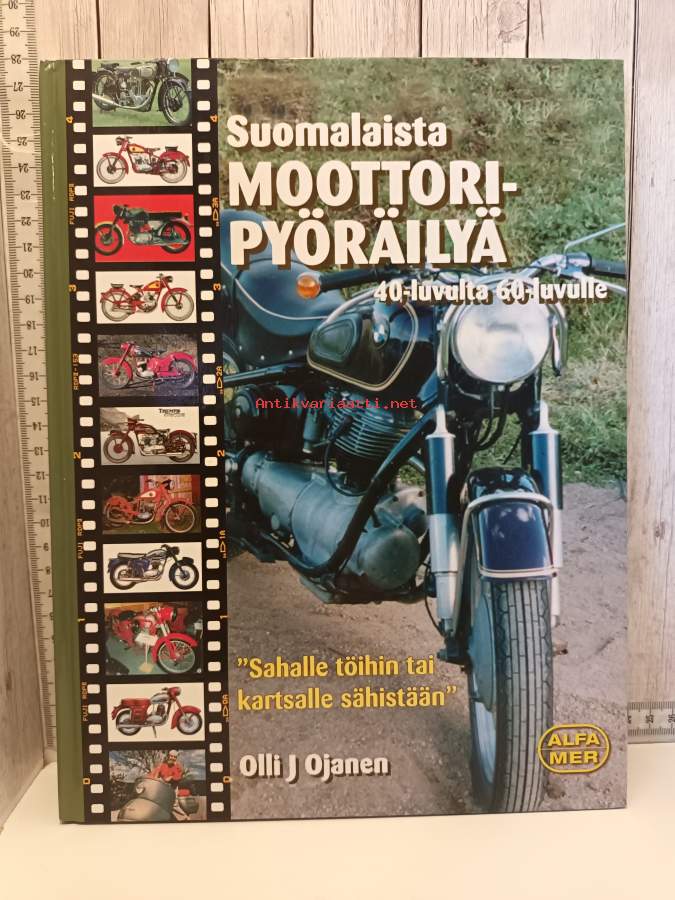 Suomalaista
MOOTTORI-
PYÖRÄILYÄ
40-luvulta 60-luvulle
Antikvariaatti.net
"Sahalle töihin tai
kartsalle sähistään"
Olli J Ojanen
ALFA
MER